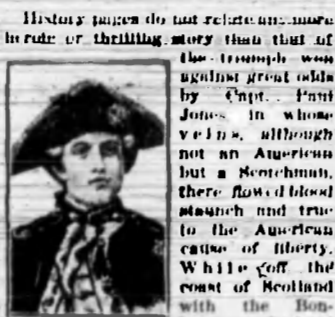 History pages do not relate any more
heroic or thrilling story than that of
the triumph won
against great odds
by Capt. Paul
Jones, in whose
veins, although
not an American
but a Scotchman,
there flowed blood
staunch and true
to the American
cause of liberty.
While off the
coast of Scotland
with the Bon-